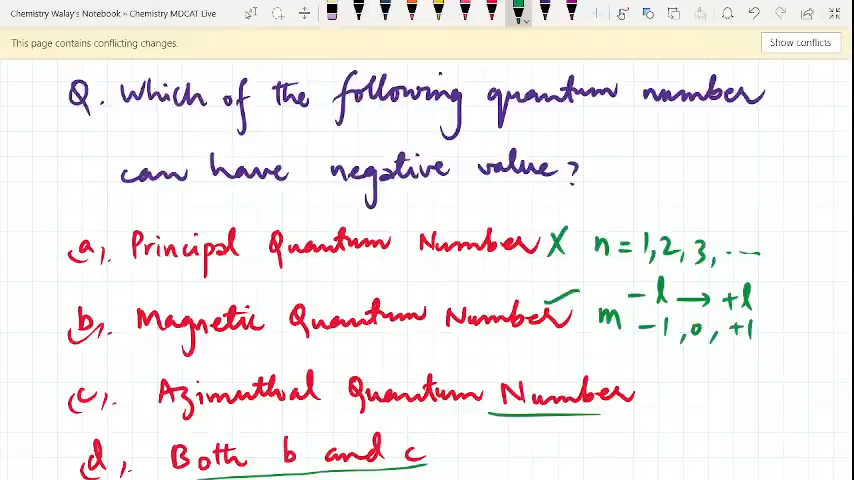 Chemistry Walay's Notebook » Chemistry MDCAT Live
This page contains conflicting changes.
Show conflicts
Q. Which of the following quantum number
can have negative value?
(a). Principal Quantum Number X n = 1, 2, 3, ...
(b). Magnetic Quantum Number ✓ m -l → +l
-1, 0, +1
(c). Azimuthal Quantum Number
(d). Both b and c